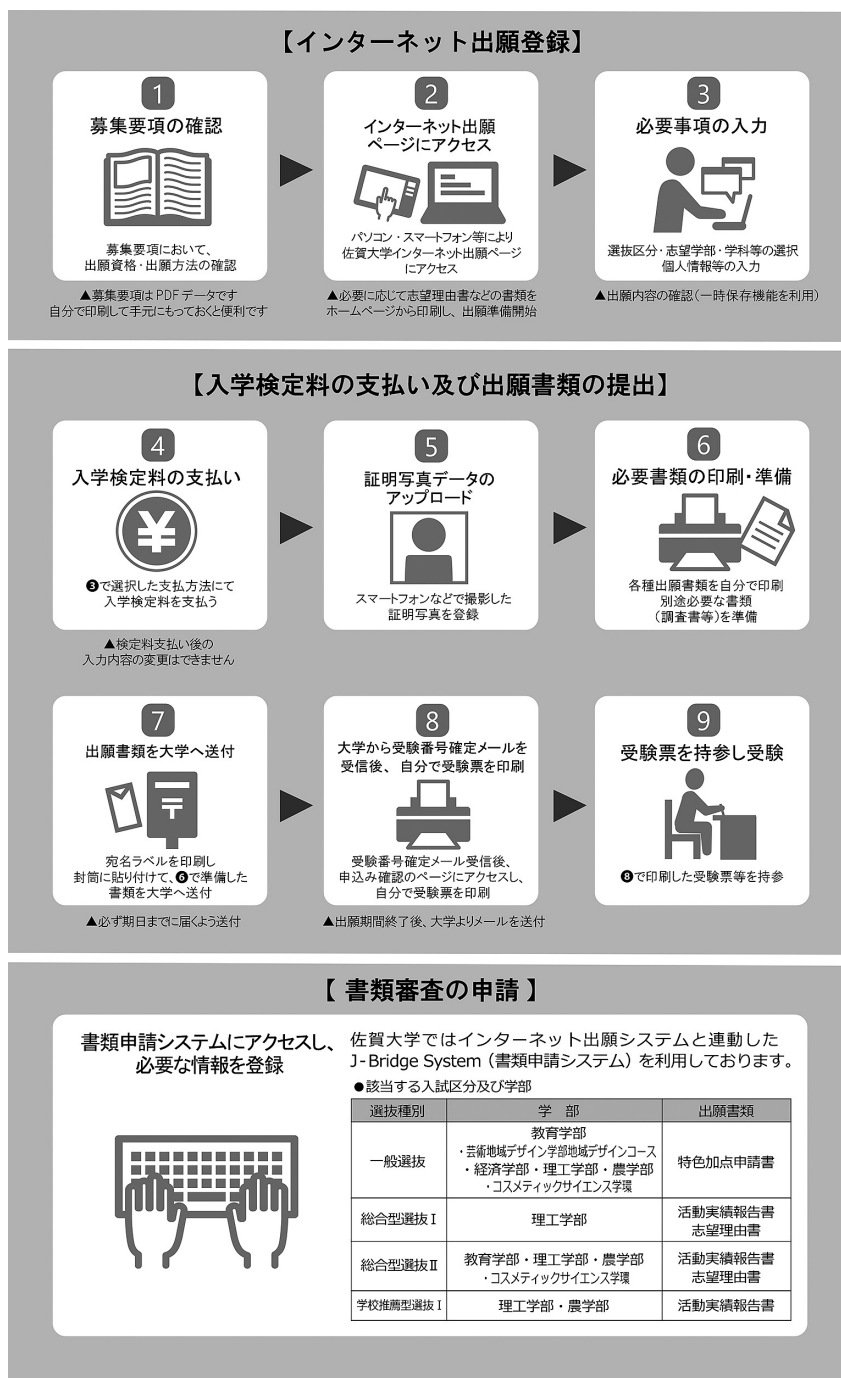 【インターネット出願登録】
1
募集要項の確認
募集要項において、
出願資格・出願方法の確認
▲募集要項はPDFデータです
自分で印刷して手元にもっておくと便利です
2
インターネット出願
ページにアクセス
パソコン・スマートフォン等により
佐賀大学インターネット出願ページ
にアクセス
▲必要に応じて志望理由書などの書類を
ホームページから印刷し、出願準備開始
3
必要事項の入力
選抜区分・志望学部・学科等の選択
個人情報等の入力
▲出願内容の確認(一時保存機能を利用)
【入学検定料の支払い及び出願書類の提出】
4
入学検定料の支払い
¥
❸で選択した支払方法にて
入学検定料を支払う
▲検定料支払い後の
入力内容の変更はできません
5
証明写真データの
アップロード
スマートフォンなどで撮影した
証明写真を登録
6
必要書類の印刷・準備
各種出願書類を自分で印刷
別途必要な書類
(調査書等)を準備
7
出願書類を大学へ送付
〒
宛名ラベルを印刷し
封筒に貼り付けて、❻で準備した
書類を大学へ送付
▲必ず期日までに届くよう送付
8
大学から受験番号確定メールを
受信後、自分で受験票を印刷
受験番号確定メール受信後、
申込み確認のページにアクセスし、
自分で受験票を印刷
▲出願期間終了後、大学よりメールを送付
9
受験票を持参し受験
❽で印刷した受験票等を持参
【 書類審査の申請 】
書類申請システムにアクセスし、
必要な情報を登録
佐賀大学ではインターネット出願システムと連動した
J-Bridge System(書類申請システム)を利用しております。
●該当する入試区分及び学部
選抜種別 学 部 出願書類
一般選抜
教育学部
・芸術地域デザイン学部地域デザインコース
・経済学部・理工学部・農学部
・コスメティックサイエンス学環
特色加点申請書
総合型選抜Ⅰ
理工学部
活動実績報告書
志望理由書
総合型選抜Ⅱ
教育学部・理工学部・農学部
・コスメティックサイエンス学環
活動実績報告書
志望理由書
学校推薦型選抜Ⅰ 理工学部・農学部 活動実績報告書